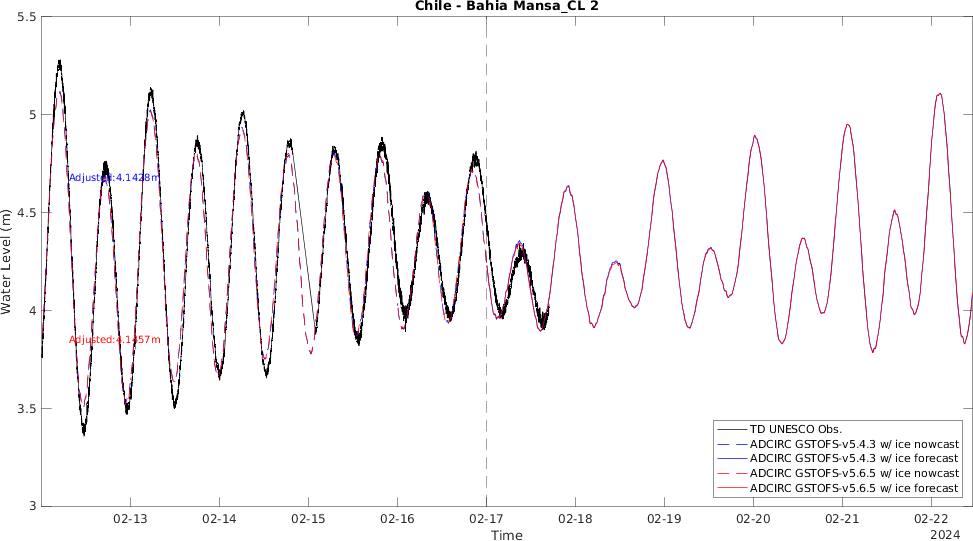 Chile - Bahia Mansa_CL 2
5.5
5
4.5
4
3.5
3
Water Level (m)
Adjusted:4.1428m
Adjusted:4.1457m
TD UNESCO Obs.
ADCIRC GSTOFS-v5.4.3 w/ ice nowcast
ADCIRC GSTOFS-v5.4.3 w/ ice forecast
ADCIRC GSTOFS-v5.6.5 w/ ice nowcast
ADCIRC GSTOFS-v5.6.5 w/ ice forecast
02-13 02-14 02-15 02-16 02-17 02-18 02-19 02-20 02-21 02-22
Time
2024